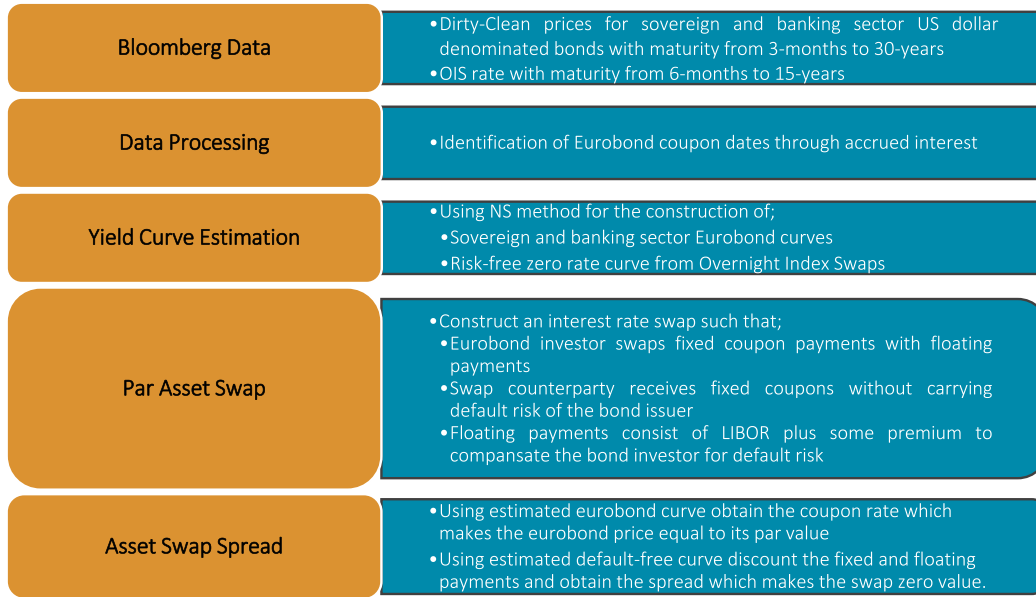 Bloomberg Data
•Dirty-Clean prices for sovereign and banking sector US dollar
denominated bonds with maturity from 3-months to 30-years
•OIS rate with maturity from 6-months to 15-years
Data Processing
•Identification of Eurobond coupon dates through accrued interest
Yield Curve Estimation
•Using NS method for the construction of;
•Sovereign and banking sector Eurobond curves
•Risk-free zero rate curve from Overnight Index Swaps
Par Asset Swap
•Construct an interest rate swap such that;
•Eurobond investor swaps fixed coupon payments with floating
payments
•Swap counterparty receives fixed coupons without carrying
default risk of the bond issuer
•Floating payments consist of LIBOR plus some premium to
compansate the bond investor for default risk
Asset Swap Spread
•Using estimated eurobond curve obtain the coupon rate which
makes the eurobond price equal to its par value
•Using estimated default-free curve discount the fixed and floating
payments and obtain the spread which makes the swap zero value.